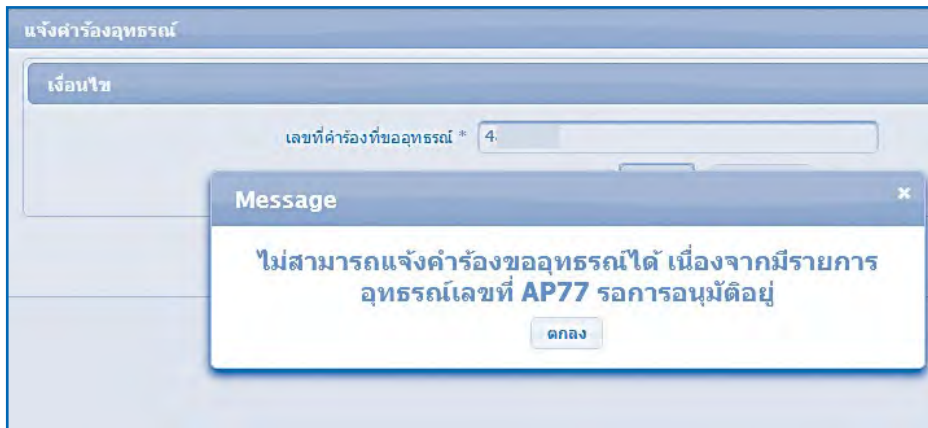 แจ้งคำร้องอุทธรณ์
เงื่อนไข
เลขที่คำร้องที่ขออุทธรณ์ * 4
Message ×
ไม่สามารถแจ้งคำร้องขออุทธรณ์ได้ เนื่องจากมีรายการ
อุทธรณ์เลขที่ AP77 รอการอนุมัติอยู่
ตกลง